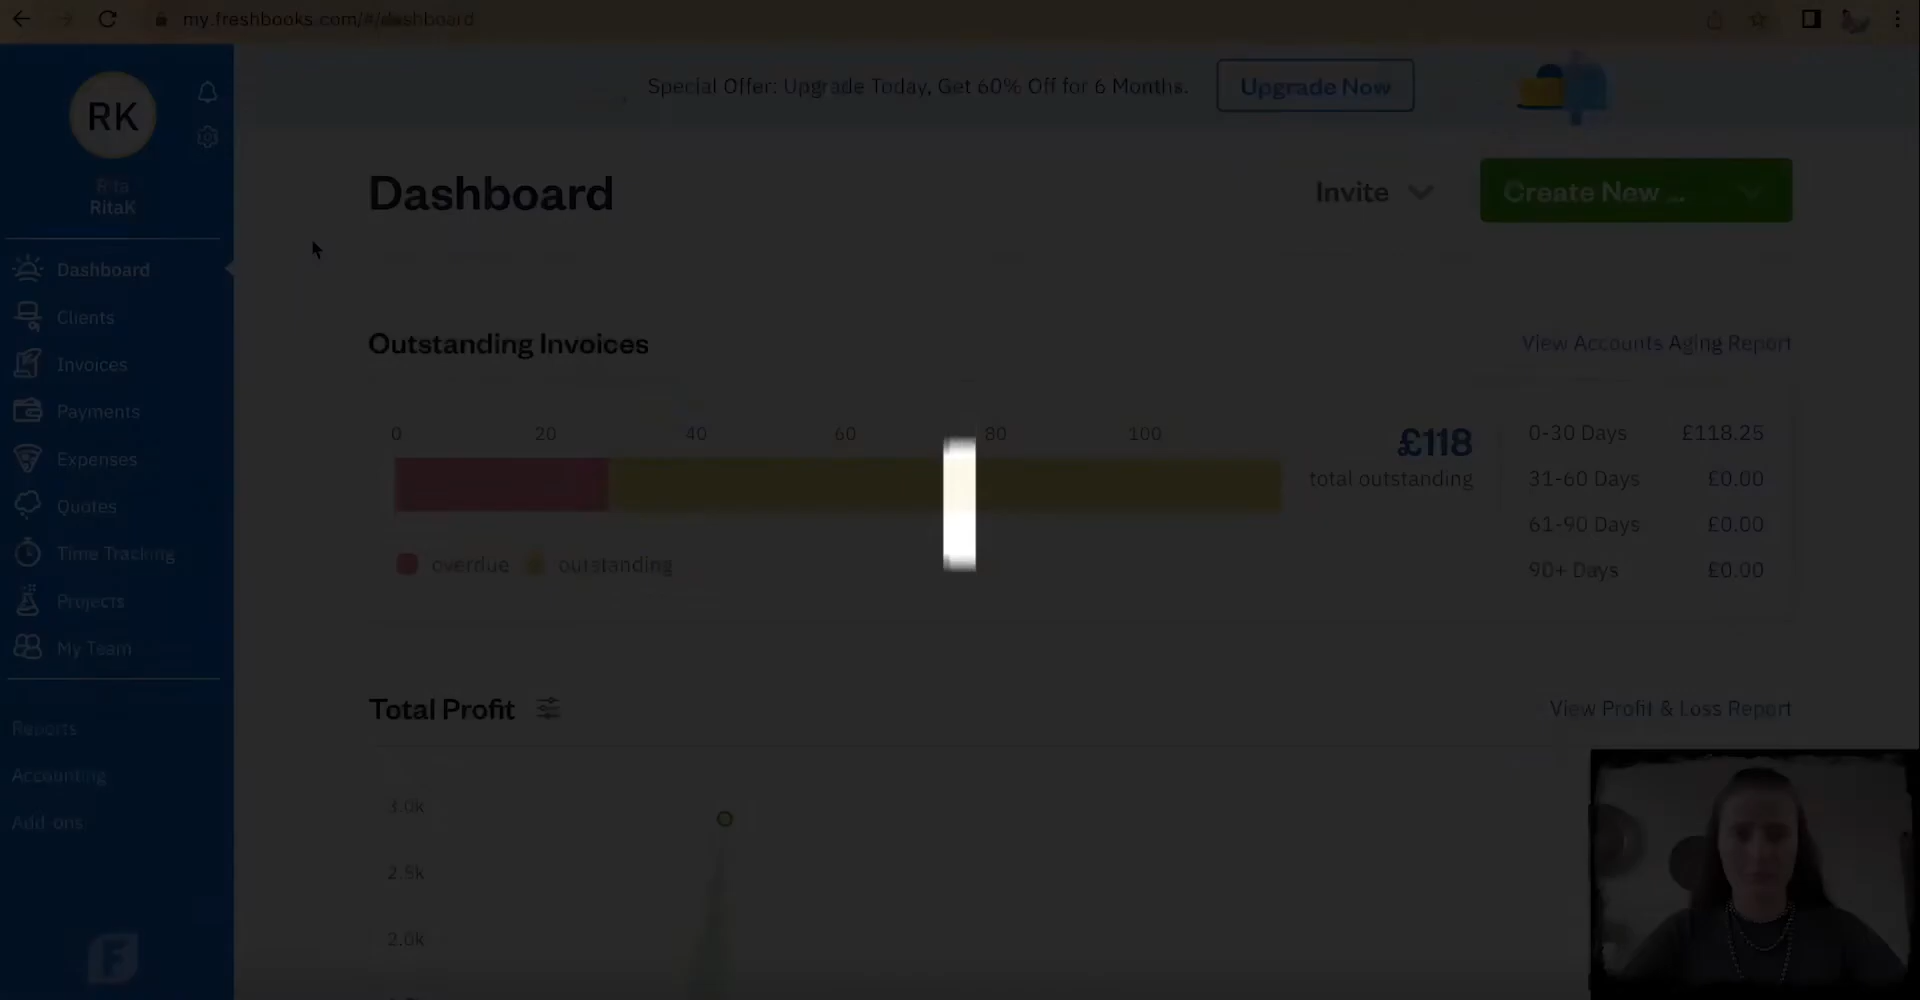 my.freshbooks.com/#/dashboard
Special Offer: Upgrade Today, Get 60% Off for 6 Months.
Upgrade Now
RK
Rita
RitaK
Dashboard
Invite
Create New ...
Dashboard
Clients
Invoices
Payments
Expenses
Quotes
Time Tracking
Projects
My Team
Reports
Accounting
Add-ons
Outstanding Invoices
View Accounts Aging Report
0 20 40 60 80 100
£118
total outstanding
0-30 Days £118.25
31-60 Days £0.00
61-90 Days £0.00
90+ Days £0.00
overdue outstanding
Total Profit
View Profit & Loss Report
3.0k
2.5k
2.0k
F